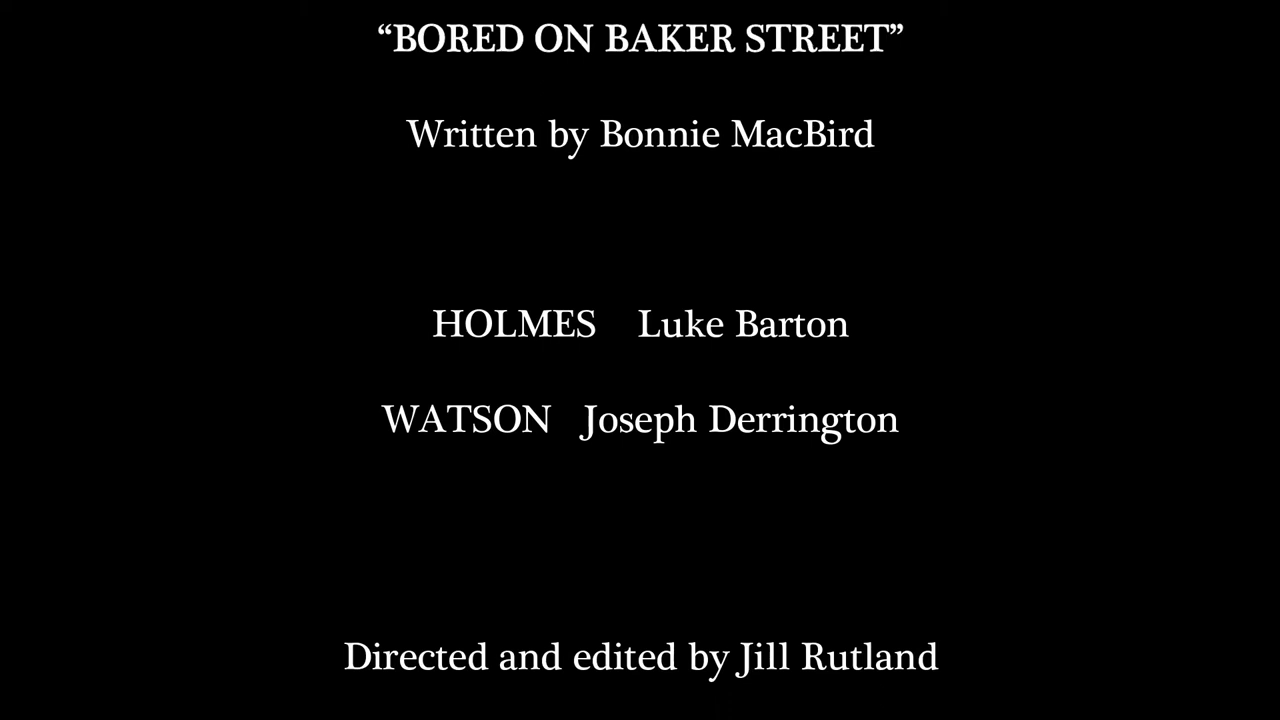 “BORED ON BAKER STREET”
Written by Bonnie MacBird
HOLMES Luke Barton
WATSON Joseph Derrington
Directed and edited by Jill Rutland